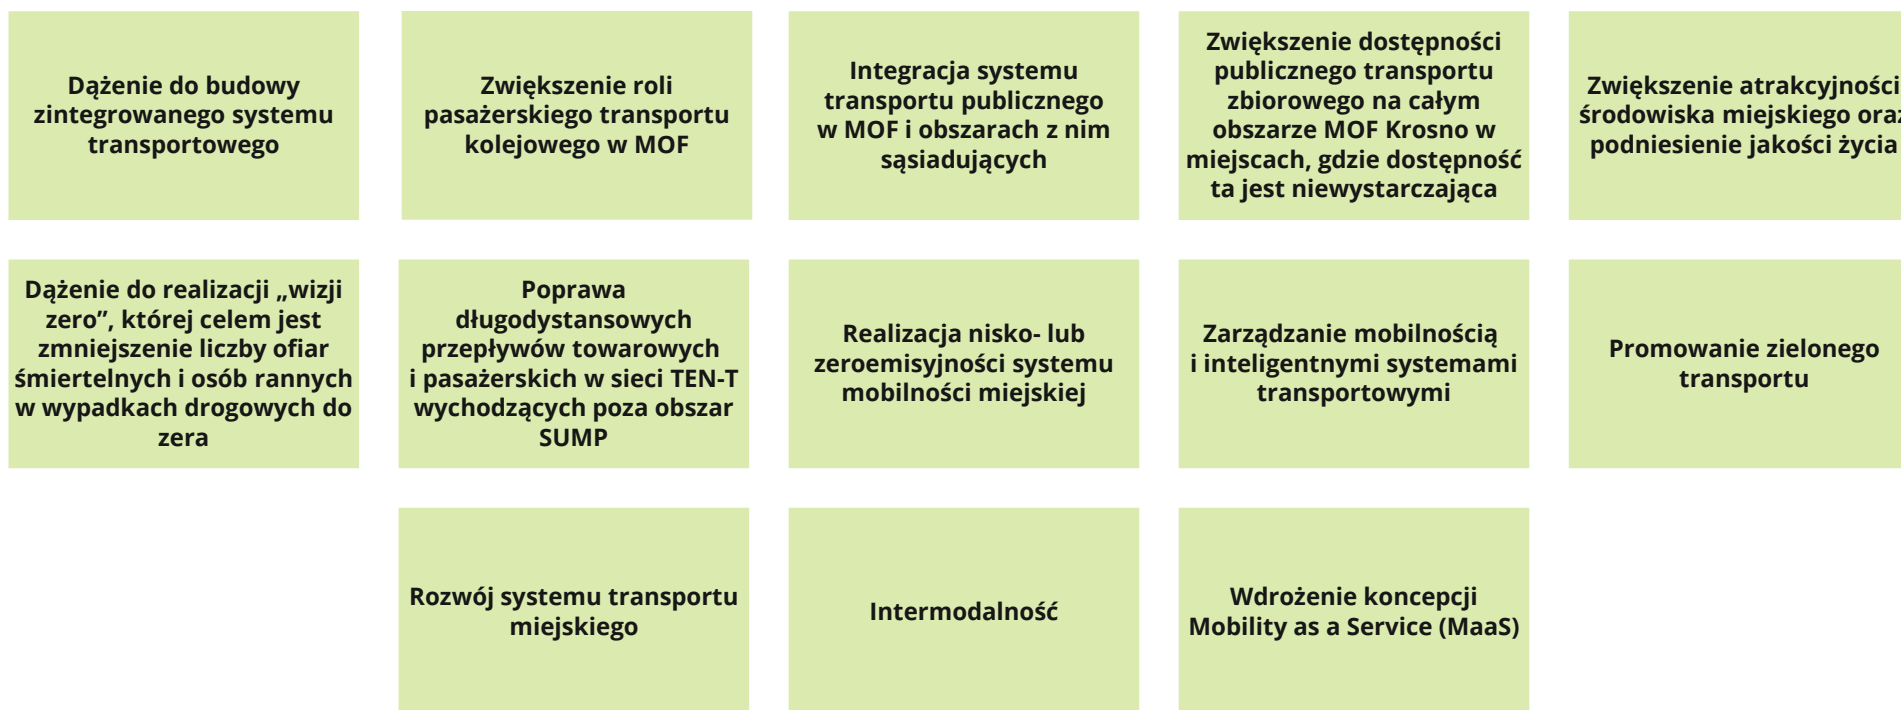 Dążenie do budowy
zintegrowanego systemu
transportowego
Zwiększenie roli
pasażerskiego transportu
kolejowego w MOF
Integracja systemu
transportu publicznego
w MOF i obszarach z nim
sąsiadujących
Zwiększenie dostępności
publicznego transportu
zbiorowego na całym
obszarze MOF Krosno w
miejscach, gdzie dostępność
ta jest niewystarczająca
Zwiększenie atrakcyjności
środowiska miejskiego oraz
podniesienie jakości życia
Dążenie do realizacji „wizji
zero”, której celem jest
zmniejszenie liczby ofiar
śmiertelnych i osób rannych
w wypadkach drogowych do
zera
Poprawa
długodystansowych
przepływów towarowych
i pasażerskich w sieci TEN-T
wychodzących poza obszar
SUMP
Realizacja nisko- lub
zeroemisyjności systemu
mobilności miejskiej
Zarządzanie mobilnością
i inteligentnymi systemami
transportowymi
Promowanie zielonego
transportu
Rozwój systemu transportu
miejskiego
Intermodalność
Wdrożenie koncepcji
Mobility as a Service (MaaS)